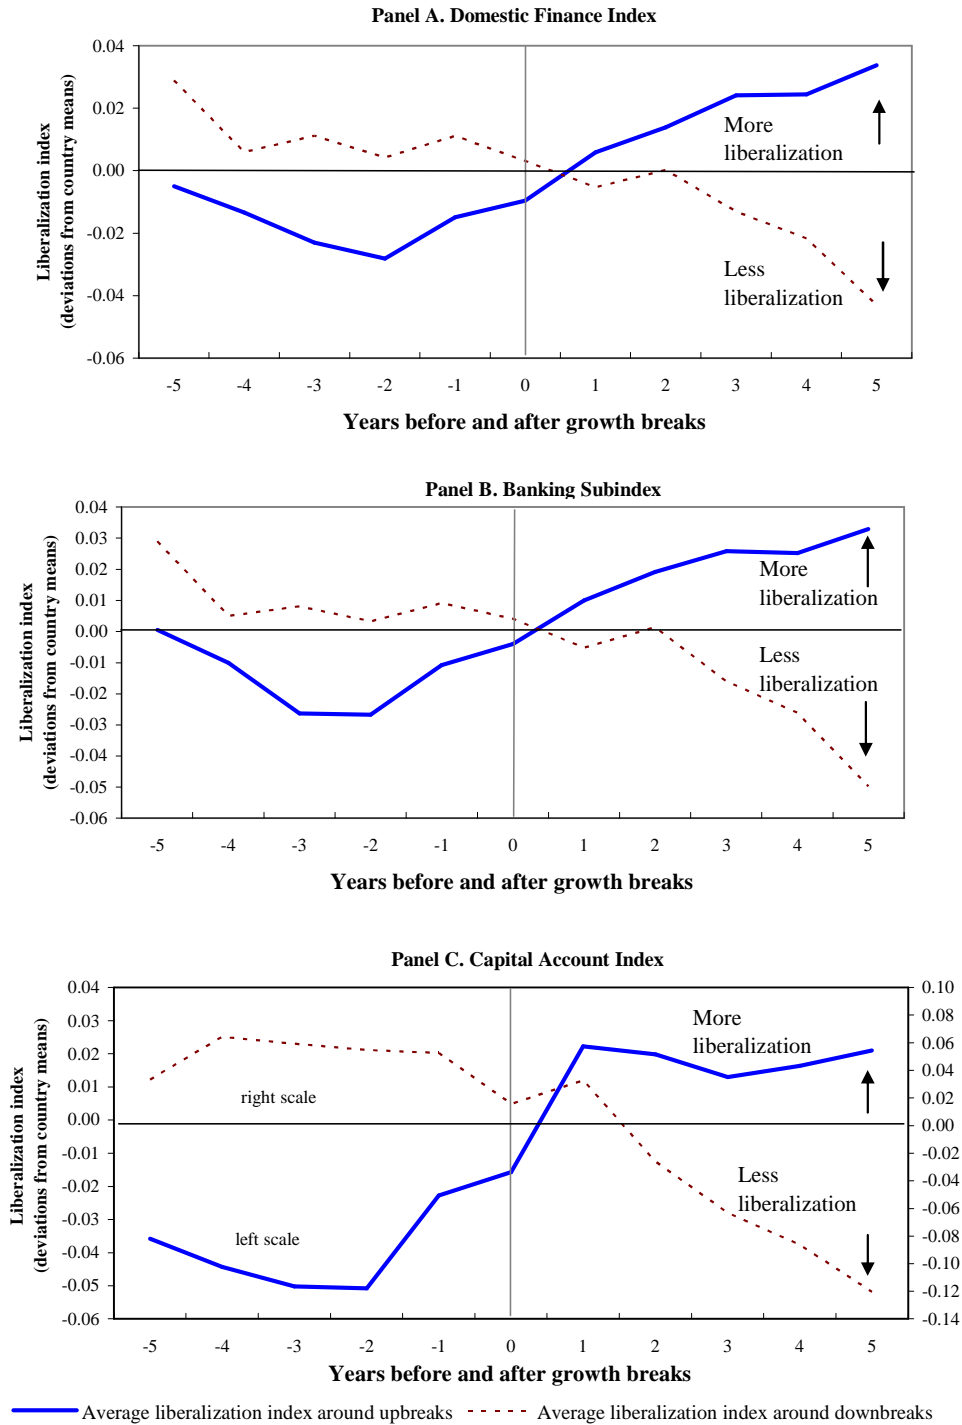 Panel A. Domestic Finance Index
Liberalization index
(deviations from country means)
0.04
0.02
0.00
-0.02
-0.04
-0.06
More
liberalization
Less
liberalization
-5 -4 -3 -2 -1 0 1 2 3 4 5
Years before and after growth breaks
Panel B. Banking Subindex
Liberalization index
(deviations from country means)
0.04
0.03
0.02
0.01
0.00
-0.01
-0.02
-0.03
-0.04
-0.05
-0.06
More
liberalization
Less
liberalization
-5 -4 -3 -2 -1 0 1 2 3 4 5
Years before and after growth breaks
Panel C. Capital Account Index
Liberalization index
(deviations from country means)
0.04
0.03
0.02
0.01
0.00
-0.01
-0.02
-0.03
-0.04
-0.05
-0.06
More
liberalization
right scale
Less
liberalization
left scale
0.10
0.08
0.06
0.04
0.02
0.00
-0.02
-0.04
-0.06
-0.08
-0.10
-0.12
-0.14
-5 -4 -3 -2 -1 0 1 2 3 4 5
Years before and after growth breaks
Average liberalization index around upbreaks Average liberalization index around downbreaks